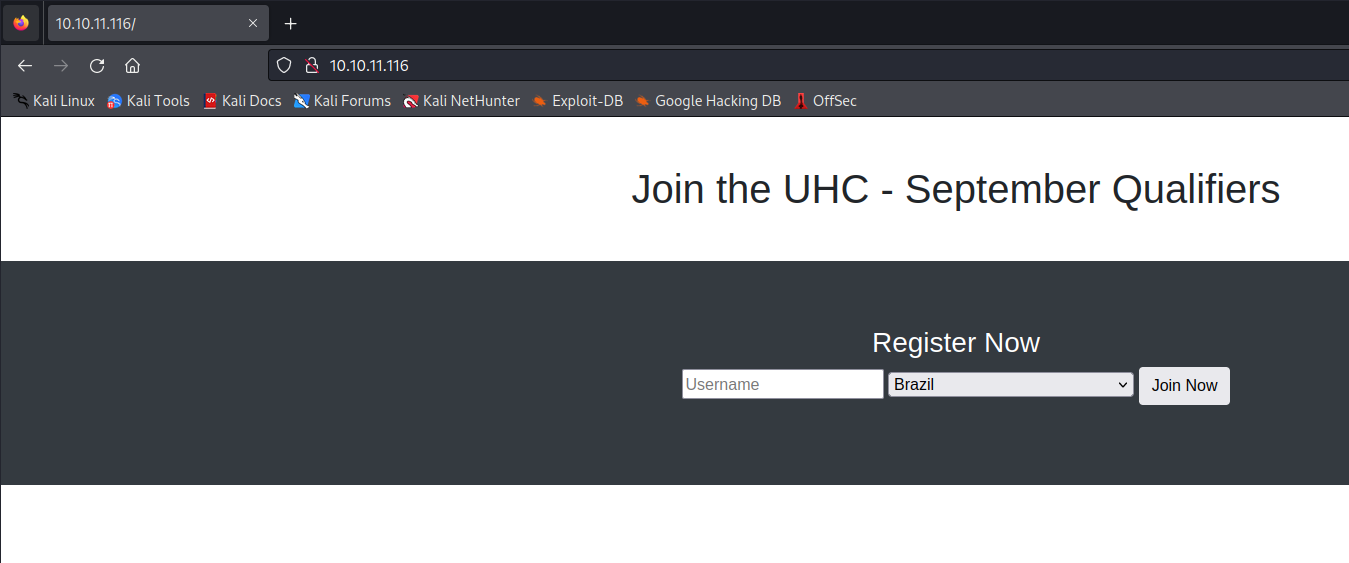 10.10.11.116/
10.10.11.116
Kali Linux Kali Tools Kali Docs Kali Forums Kali NetHunter Exploit-DB Google Hacking DB OffSec
Join the UHC - September Qualifiers
Register Now
Username Brazil Join Now